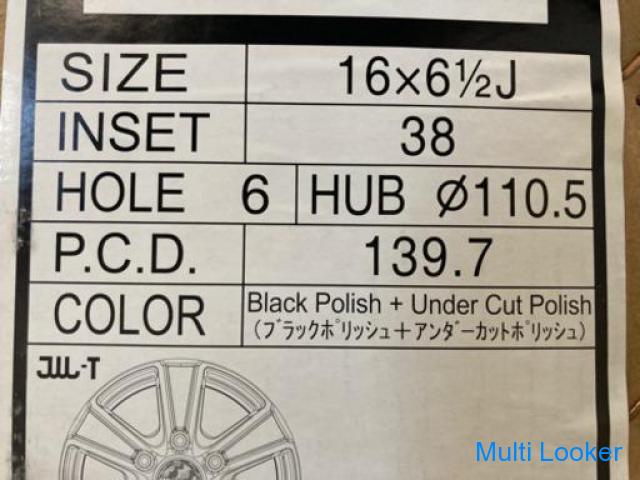 SIZE 16×6½J
INSET 38
HOLE 6 HUB Ø110.5
P.C.D. 139.7
COLOR Black Polish + Under Cut Polish
(ブラックポリッシュ+アンダーカットポリッシュ)
JWL-T
Multi Looker